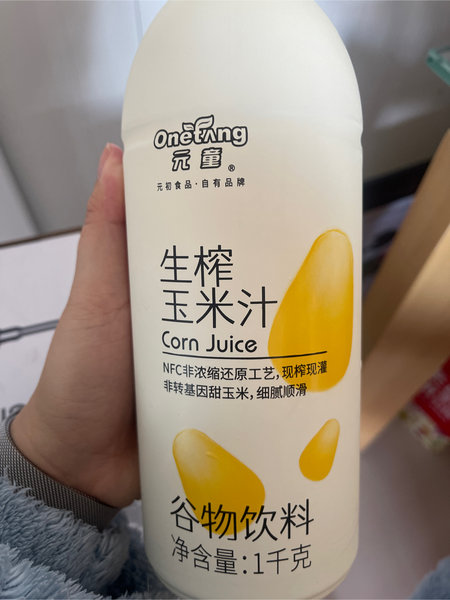 Onetang
元童®
元初食品·自有品牌
生榨
玉米汁
Corn Juice
NFC非浓缩还原工艺,现榨现灌
非转基因甜玉米,细腻顺滑
谷物饮料
净含量:1千克